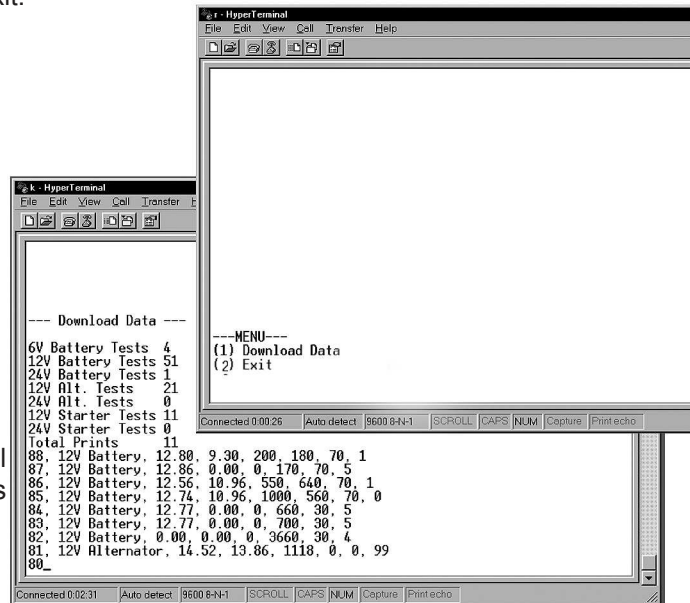 xit.
r - HyperTerminal
File Edit View Call Transfer Help
---MENU---
(1) Download Data
(2) Exit
Connected 0:00:26 Auto detect 9600 8-N-1 SCROLL CAPS NUM Capture Print echo
k - HyperTerminal
File Edit View Call Transfer
--- Download Data ---
6V Battery Tests 4
12V Battery Tests 51
24V Battery Tests 1
12V Alt. Tests 21
24V Alt. Tests 0
12V Starter Tests 11
24V Starter Tests 0
Total Prints 11
88, 12V Battery, 12.80, 9.30, 200, 180, 70, 1
87, 12V Battery, 12.86, 0.00, 0, 170, 70, 5
86, 12V Battery, 12.56, 10.96, 550, 640, 70, 1
85, 12V Battery, 12.74, 10.96, 1000, 560, 70, 0
84, 12V Battery, 12.77, 0.00, 0, 660, 30, 5
83, 12V Battery, 12.77, 0.00, 0, 700, 30, 5
82, 12V Battery, 0.00, 0.00, 0, 3660, 30, 4
81, 12V Alternator, 14.52, 13.86, 1118, 0, 0, 99
80_
Connected 0:02:31 Auto detect 9600 8-N-1 SCROLL CAPS NUM Capture Print echo